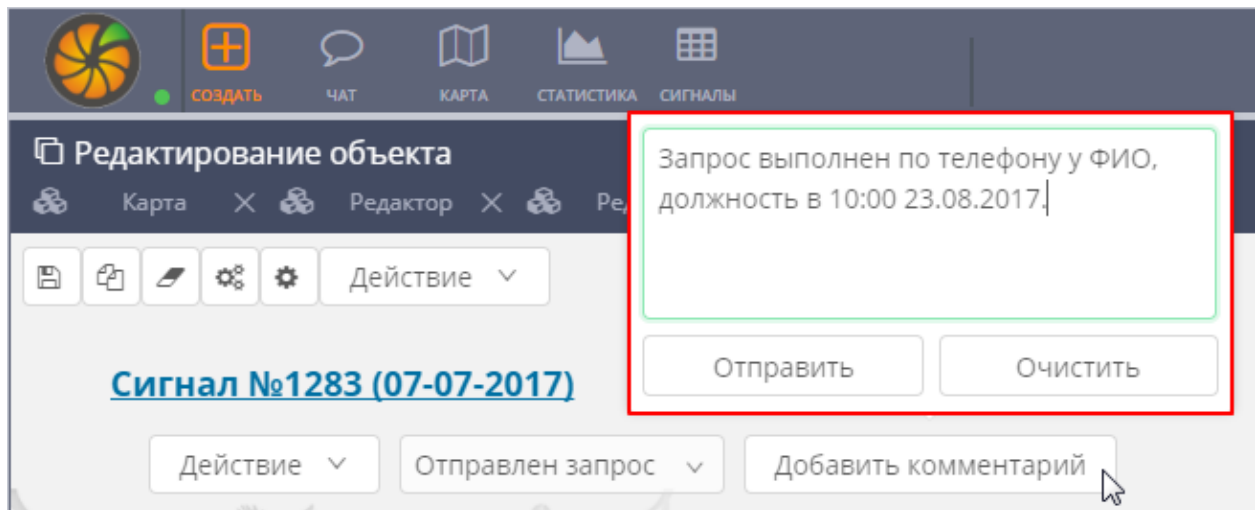 СОЗДАТЬ ЧАТ КАРТА СТАТИСТИКА СИГНАЛЫ
Редактирование объекта
Карта Редактор
Запрос выполнен по телефону у ФИО,
должность в 10:00 23.08.2017.
Отправить Очистить
Действие
Сигнал №1283 (07-07-2017)
Действие Отправлен запрос Добавить комментарий